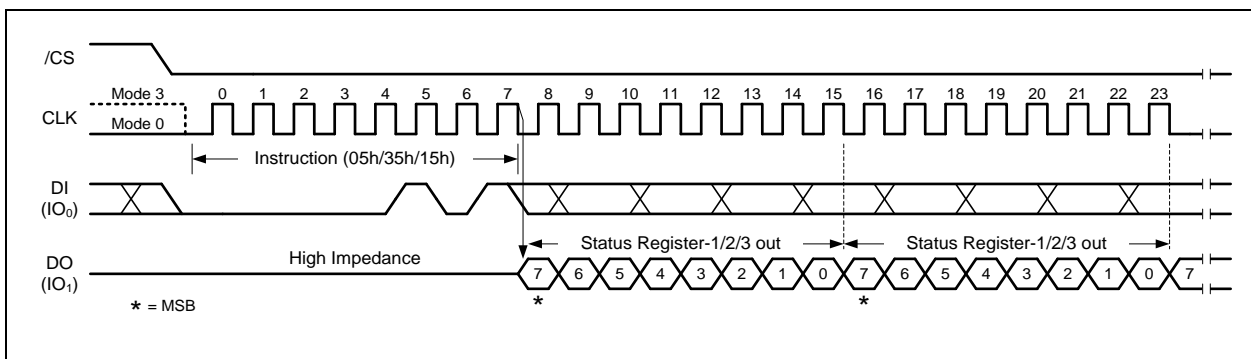 /CS
Mode 3
0 1 2 3 4 5 6 7 8 9 10 11 12 13 14 15 16 17 18 19 20 21 22 23
CLK
Mode 0
Instruction (05h/35h/15h)
DI
(IO₀)
Status Register-1/2/3 out Status Register-1/2/3 out
High Impedance
DO
(IO₁)
7 6 5 4 3 2 1 0 7 6 5 4 3 2 1 0 7
* *
* = MSB